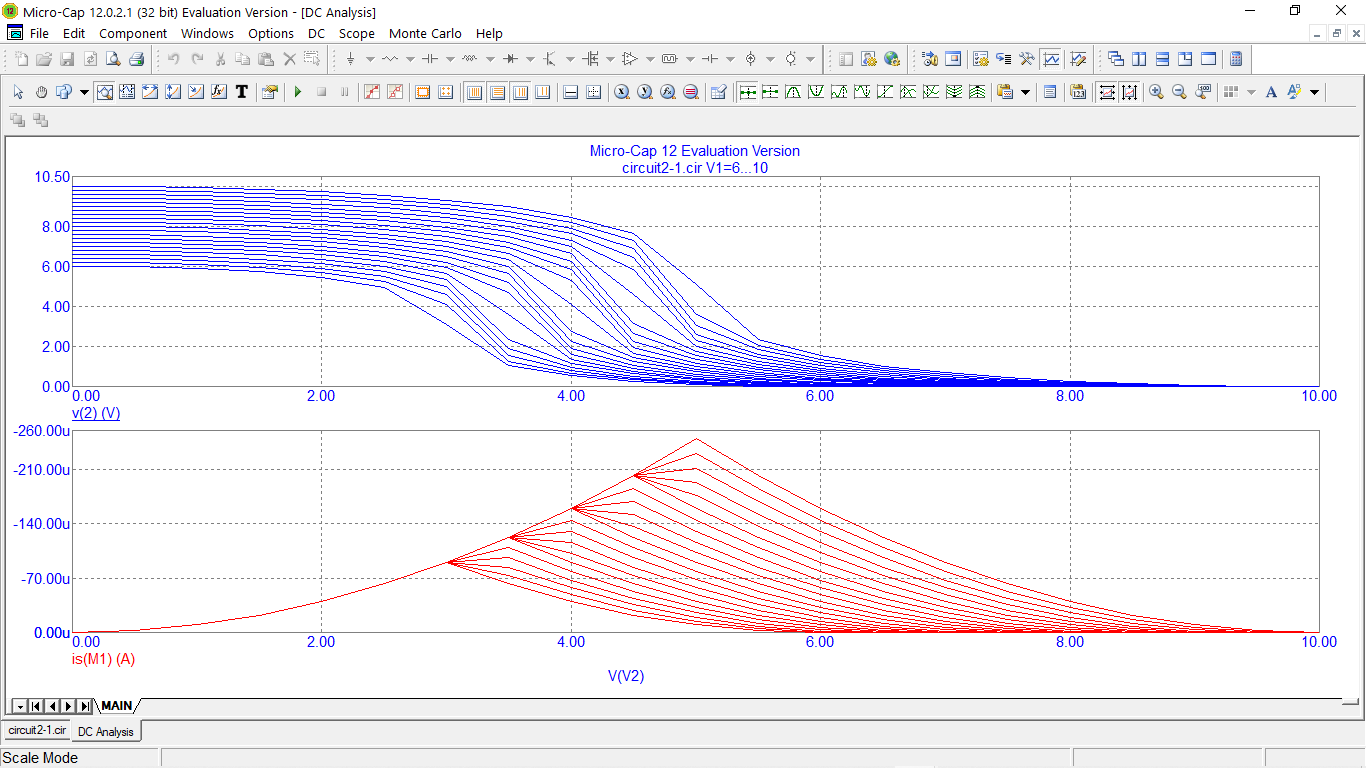 Micro-Cap 12.0.2.1 (32 bit) Evaluation Version - [DC Analysis]
File Edit Component Windows Options DC Scope Monte Carlo Help
Micro-Cap 12 Evaluation Version
circuit2-1.cir V1=6...10
10.50
8.00
6.00
4.00
2.00
0.00
0.00 2.00 4.00 6.00 8.00 10.00
v(2) (V)
-260.00u
-210.00u
-140.00u
-70.00u
0.00u
0.00 2.00 4.00 6.00 8.00 10.00
is(M1) (A)
V(V2)
MAIN
circuit2-1.cir DC Analysis
Scale Mode